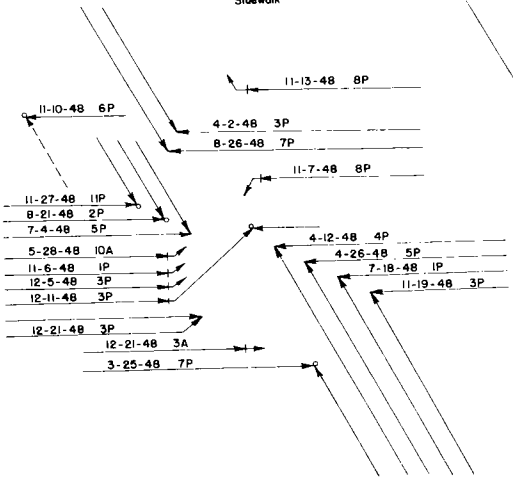 Sidewalk
11-13-48 8P
11-10-48 6P
4-2-48 3P
8-26-48 7P
11-7-48 8P
11-27-48 11P
8-21-48 2P
7-4-48 5P
4-12-48 4P
5-28-48 10A
4-26-48 5P
11-6-48 1P
7-18-48 1P
12-5-48 3P
11-19-48 3P
12-11-48 3P
12-21-48 3P
12-21-48 3A
3-25-48 7P